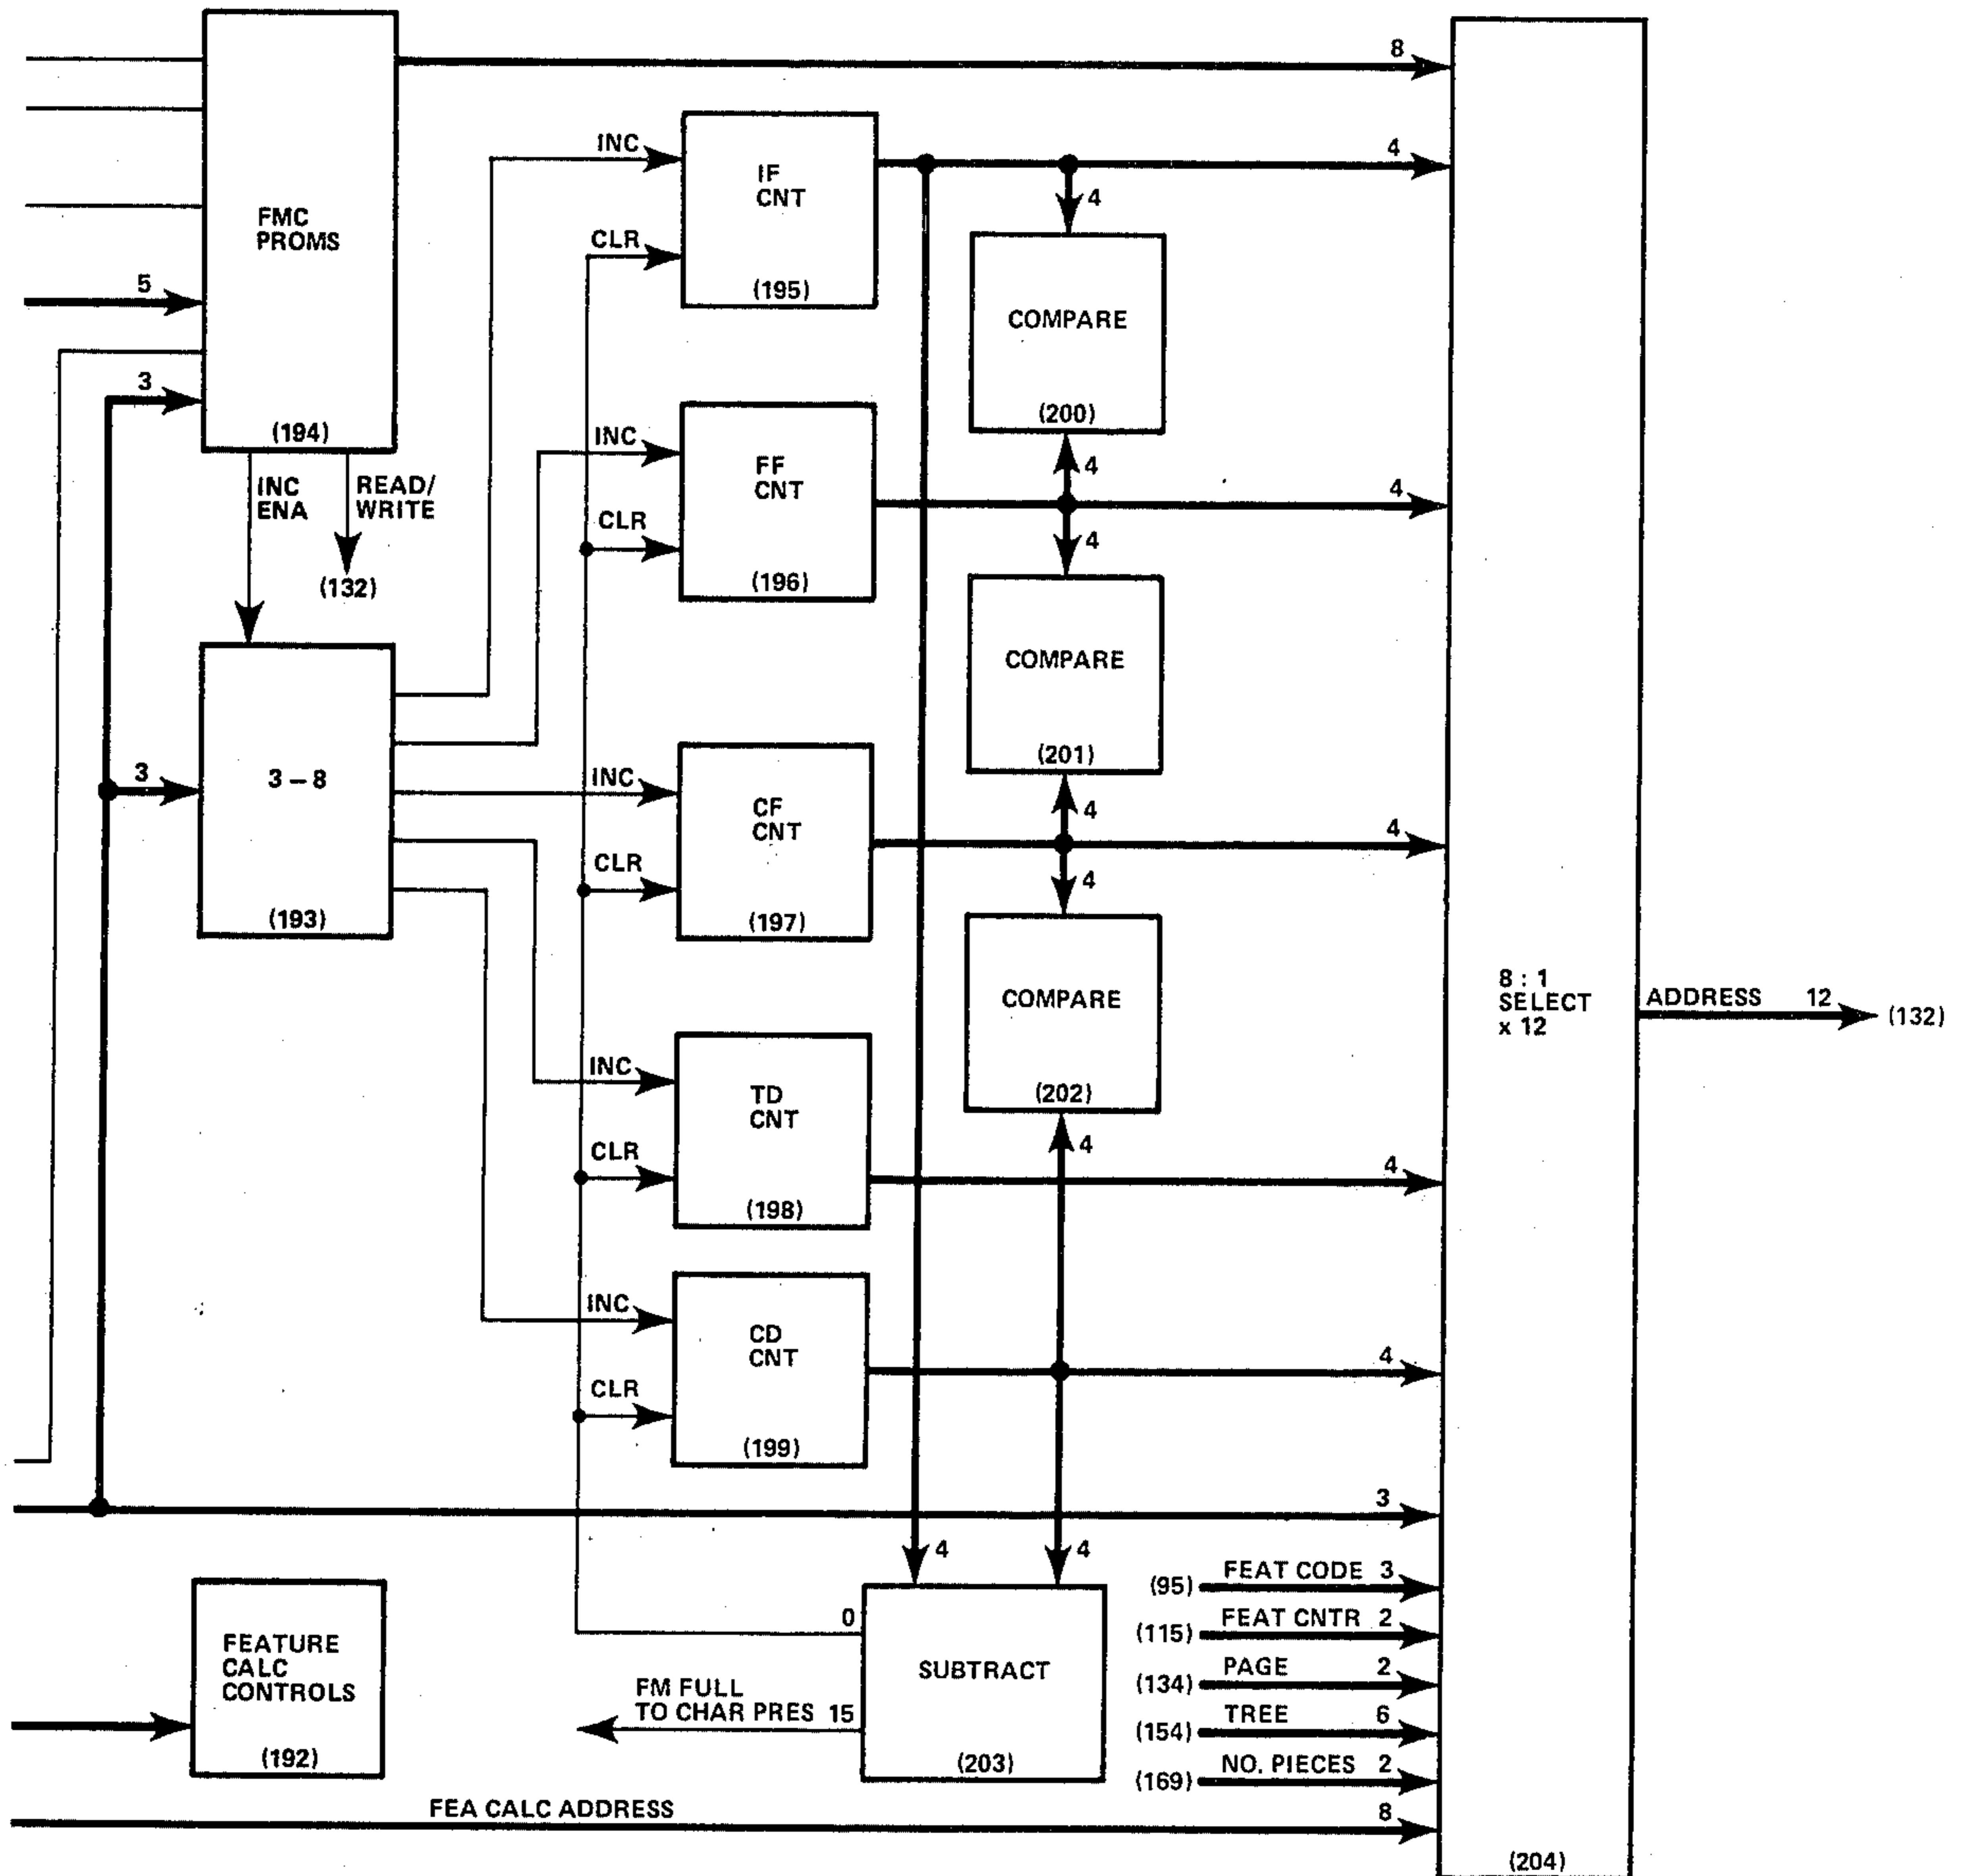 8
INC
IF
CNT
4
4
FMC
PROMS
CLR
5
(195)
COMPARE
3
(194)
(200)
INC
FF
CNT
4
4
INC
ENA
READ/
WRITE
CLR
4
(132)
(196)
COMPARE
3
3 – 8
INC
CF
CNT
(201)
4
4
CLR
4
(193)
(197)
COMPARE
8 : 1
SELECT
x 12
ADDRESS 12
(132)
INC
TD
CNT
(202)
4
CLR
4
(198)
INC
CD
CNT
4
CLR
(199)
3
4
4
FEATURE
CALC
CONTROLS
(192)
0
SUBTRACT
FM FULL
TO CHAR PRES 15
(203)
(95) FEAT CODE 3
(115) FEAT CNTR 2
(134) PAGE 2
(154) TREE 6
(169) NO. PIECES 2
FEA CALC ADDRESS
8
(204)